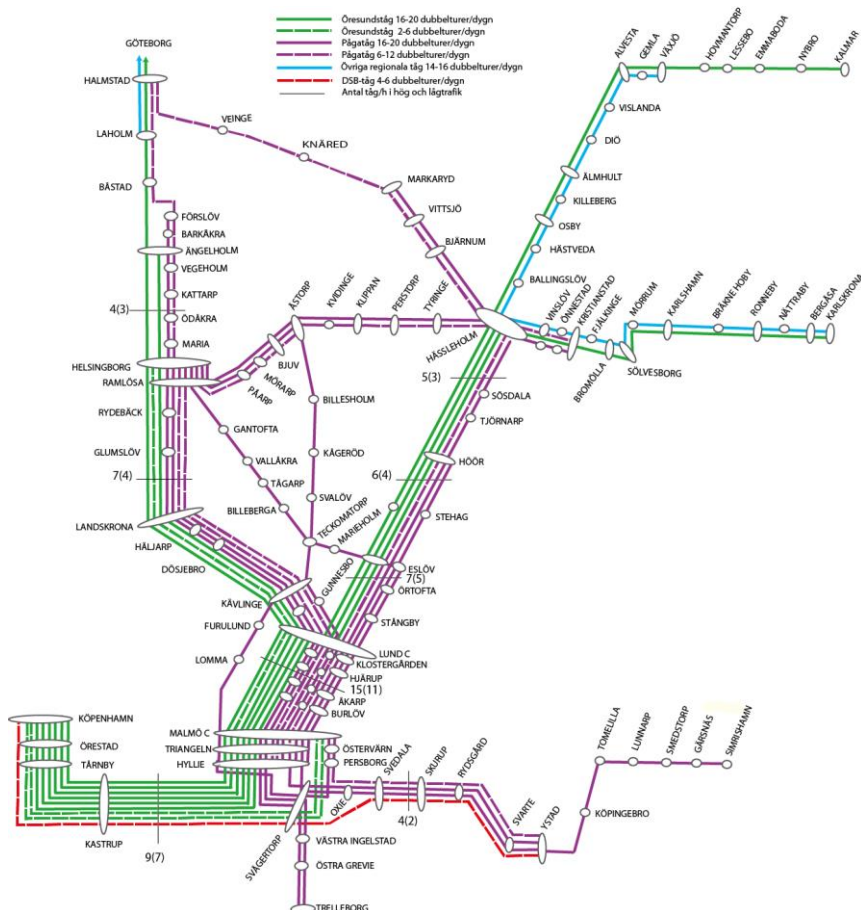 Öresundståg 16-20 dubbelturer/dygn
Öresundståg 2-6 dubbelturer/dygn
Pågatåg 16-20 dubbelturer/dygn
Pågatåg 6-12 dubbelturer/dygn
Övriga regionala tåg 14-16 dubbelturer/dygn
DSB-tåg 4-6 dubbelturer/dygn
Antal tåg/h i hög och lågtrafik
GÖTEBORG
HALMSTAD
LAHOLM
BÅSTAD
VEINGE
KNÄRED
MARKARYD
VITTSJÖ
BJÄRNUM
FÖRSLÖV
BARKÅKRA
ÄNGELHOLM
VEGEHOLM
KATTARP
4(3)
ÖDÅKRA
MARIA
HELSINGBORG
RAMLÖSA
RYDEBÄCK
GLUMSLÖV
7(4)
LANDSKRONA
HÄLJARP
DÖSJEBRO
ALVESTA
GEMLA
VÄXJÖ
HOVMANTORP
LESSEBO
EMMABODA
NYBRO
KALMAR
VISLANDA
DIÖ
ÄLMHULT
KILLEBERG
OSBY
HÄSTVEDA
BALLINGSLÖV
HÄSSLEHOLM
VINSLÖV
ÖNNESTAD
KRISTIANSTAD
FJÄLKINGE
BROMÖLLA
SÖLVESBORG
MÖRRUM
KARLSHAMN
BRÄKNEHOBY
RONNEBY
NÄTTRABY
BERGÅSA
KARLSKRONA
ÅSTORP
KVIDINGE
KLIPPAN
PERSTORP
TYRINGE
BJUV
MÖRARP
PÅARP
5(3)
SÖSDALA
TJÖRNARP
HÖÖR
6(4)
STEHAG
BILLESHOLM
KÅGERÖD
SVALÖV
GANTOFTA
VALLÅKRA
TÅGARP
BILLEBERGA
TECKOMATORP
MARIEHOLM
ESLÖV
7(5)
ÖRTOFTA
STÅNGBY
GUNNESBO
KÄVLINGE
FURULUND
LOMMA
LUND C
KLOSTERGÅRDEN
HJÄRUP
15(11)
ÅKARP
BURLÖV
KÖPENHAMN
ÖRESTAD
TÅRNBY
KASTRUP
9(7)
MALMÖ C
TRIANGELN
HYLLIE
ÖSTERVÄRN
PERSBORG
SVÅGERTORP
OXIE
SVEDALA
SKURUP
RYDSGÅRD
4(2)
SVARTE
YSTAD
KÖPINGEBRO
TOMELILLA
LUNNARP
SMEDSTORP
GÄRSNÄS
SIMRISHAMN
VÄSTRA INGELSTAD
ÖSTRA GREVIE
TRELLEBORG